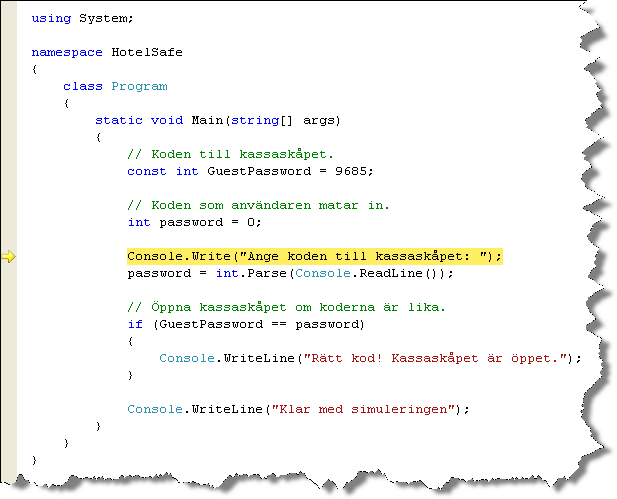 using System;
namespace HotelSafe
{
class Program
{
static void Main(string[] args)
{
// Koden till kassaskåpet.
const int GuestPassword = 9685;
// Koden som användaren matar in.
int password = 0;
Console.Write("Ange koden till kassaskåpet: ");
password = int.Parse(Console.ReadLine());
// Öppna kassaskåpet om koderna är lika.
if (GuestPassword == password)
{
Console.WriteLine("Rätt kod! Kassaskåpet är öppet.");
}
Console.WriteLine("Klar med simuleringen");
}
}
}